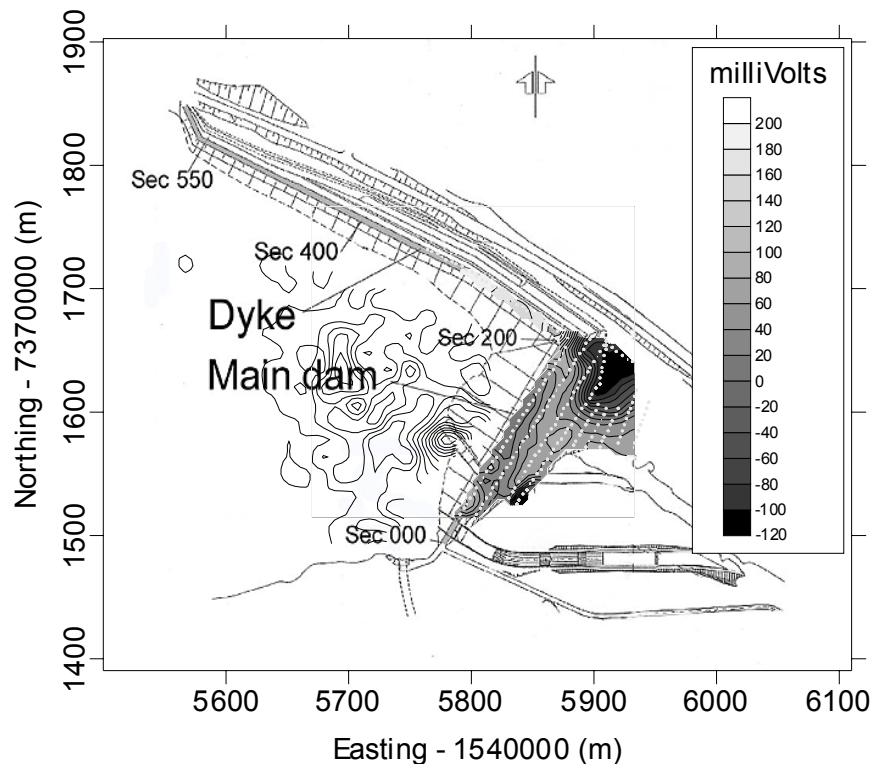 milliVolts
200
180
160
140
120
100
80
60
40
20
0
-20
-40
-60
-80
-100
-120
Sec 550
Sec 400
Dyke
Sec 200
Main dam
Sec 000
1900
1800
1700
1600
1500
1400
Northing - 7370000 (m)
5600 5700 5800 5900 6000 6100
Easting - 1540000 (m)